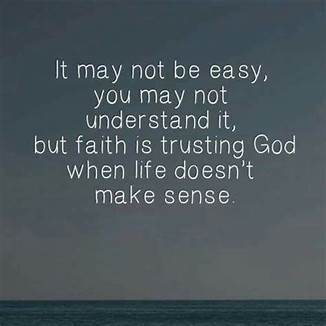 It may not be easy,
you may not
understand it,
but faith is trusting God
when life doesn't
make sense.